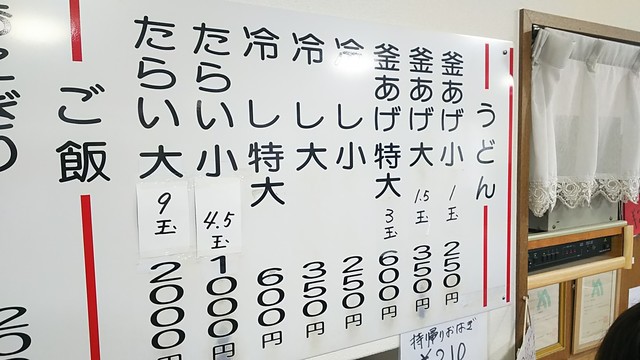 うどん
釜あげ小 1玉 250円
釜あげ大 1.5玉 350円
釜あげ特大 3玉 600円
冷し小 250円
冷し大 350円
冷し特大 600円
たらい小 4.5玉 1000円
たらい大 9玉 2000円
ご飯
持帰りおはぎ
¥210